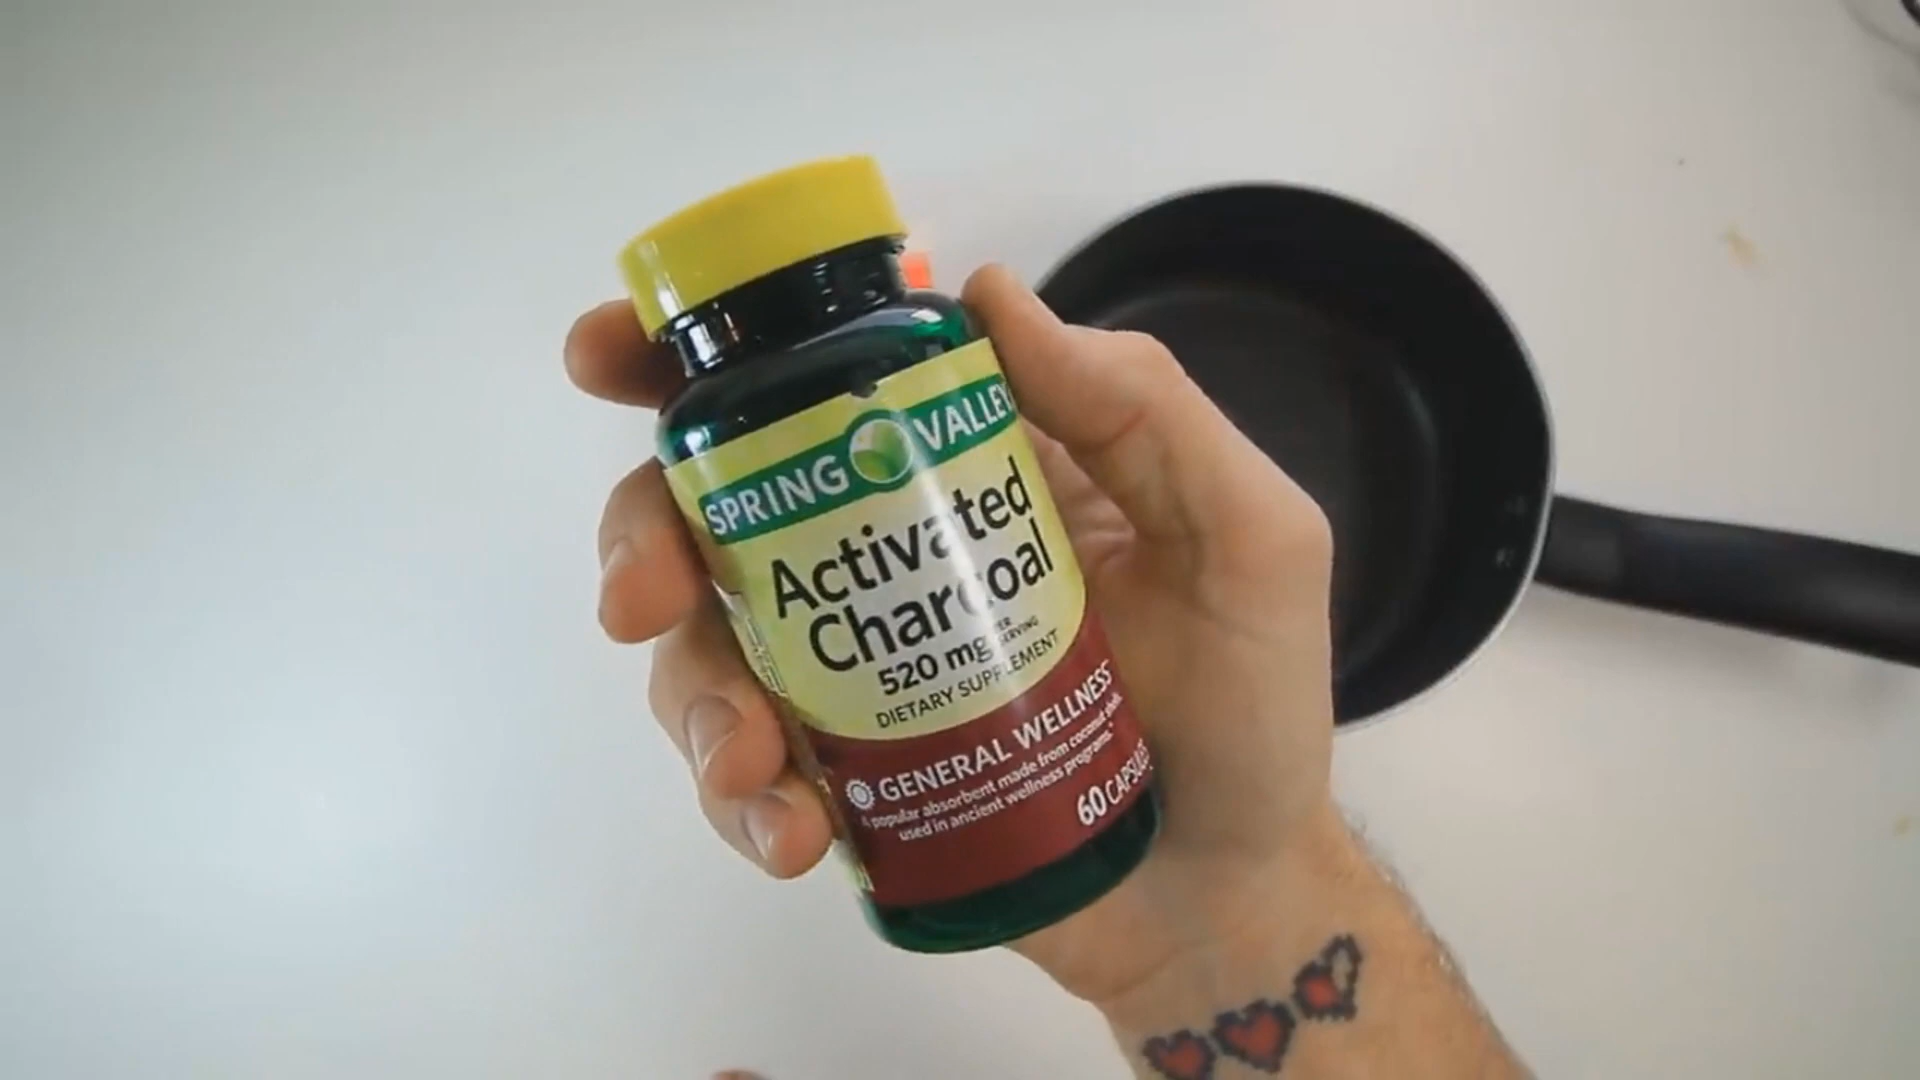 SPRING VALLEY
Activated
Charcoal
520 mg PER
SERVING
DIETARY SUPPLEMENT
GENERAL WELLNESS
A popular absorbent made from coconut shells
used in ancient wellness programs.*
60 CAPSULES